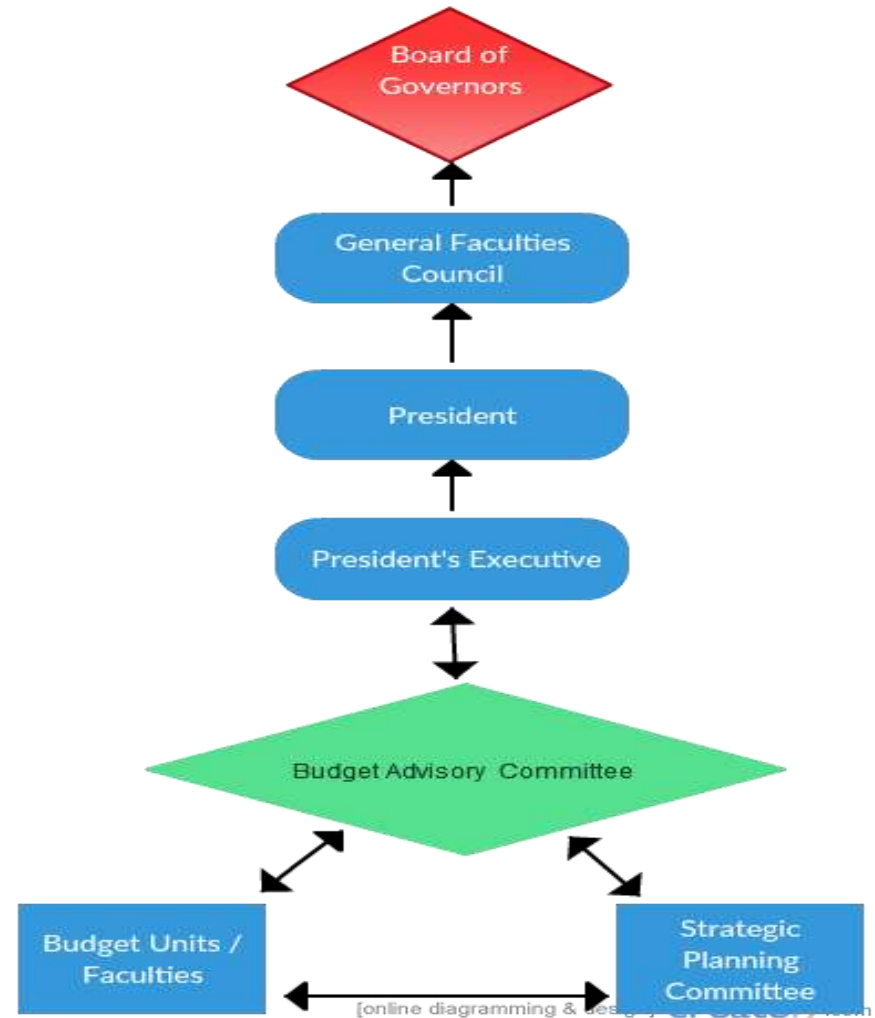 Board of
Governors
General Faculties
Council
President
President's Executive
Budget Advisory Committee
Budget Units /
Faculties
Strategic
Planning
Committee
[online diagramming &